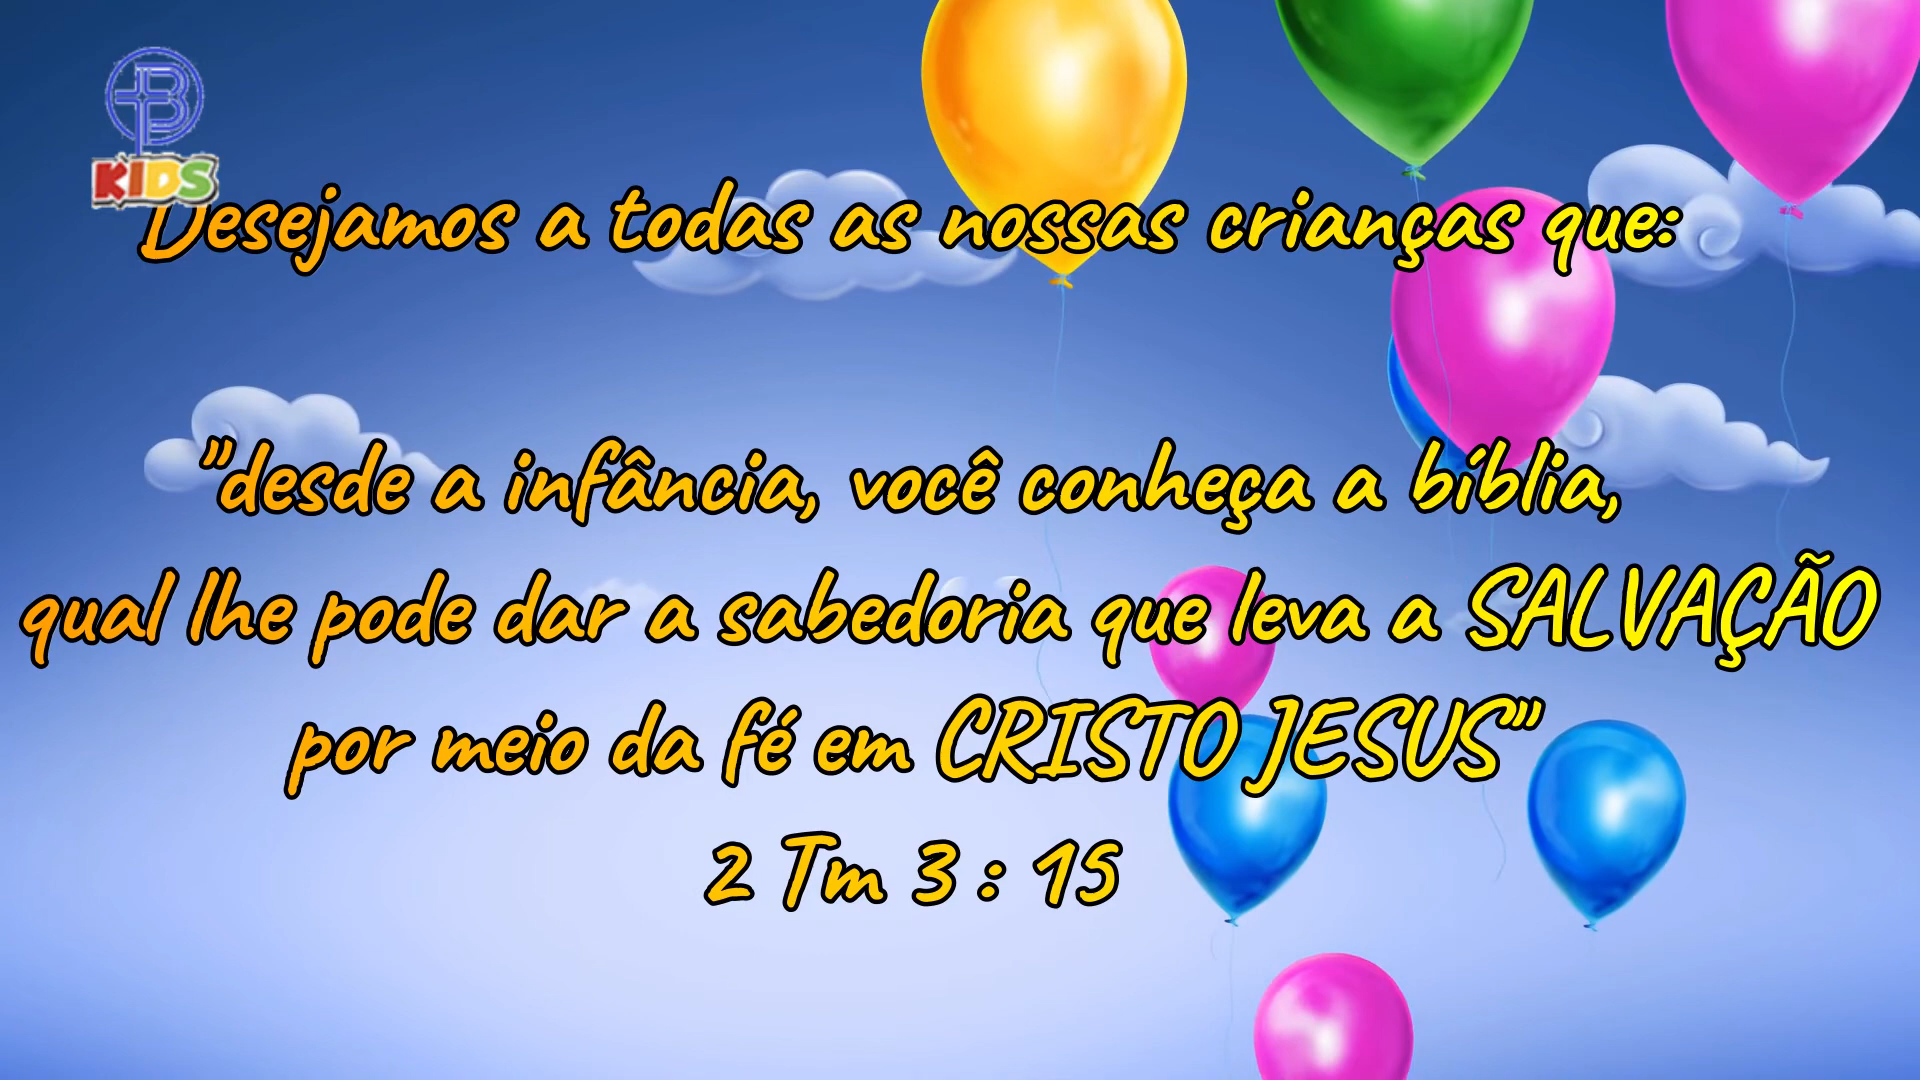 B
KIDS
Desejamos a todas as nossas crianças que:
"desde a infância, você conheça a bíblia,
qual lhe pode dar a sabedoria que leva a SALVAÇÃO
por meio da fé em CRISTO JESUS"
2 Tm 3 : 15